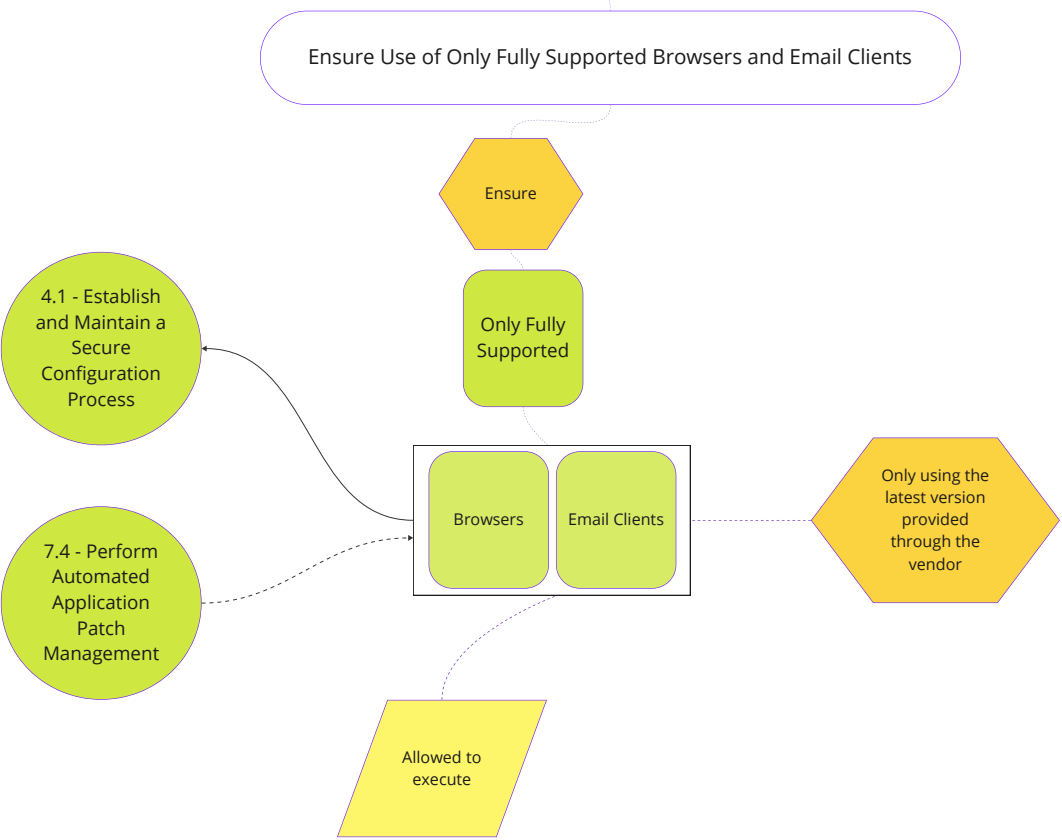 Ensure Use of Only Fully Supported Browsers and Email Clients
Ensure
4.1 - Establish
and Maintain a
Secure
Configuration
Process
Only Fully
Supported
Browsers
Email Clients
Only using the
latest version
provided
through the
vendor
7.4 - Perform
Automated
Application
Patch
Management
Allowed to
execute